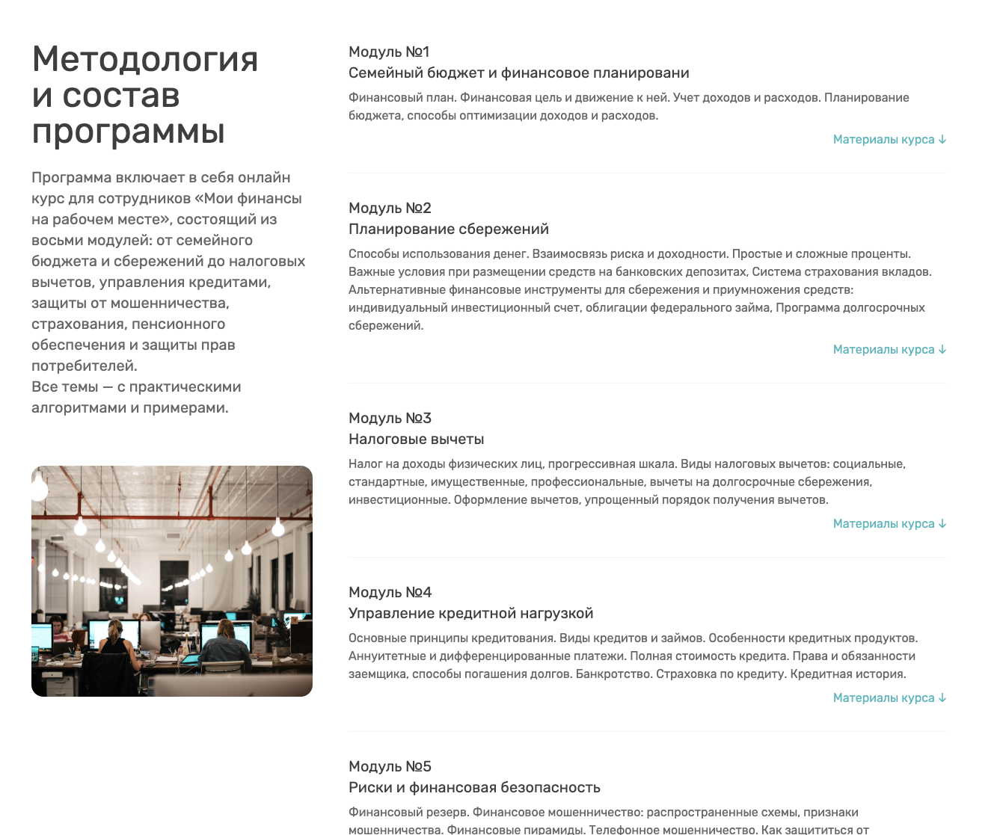 Методология
и состав
программы
Программа включает в себя онлайн
курс для сотрудников «Мои финансы
на рабочем месте», состоящий из
восьми модулей: от семейного
бюджета и сбережений до налоговых
вычетов, управления кредитами,
защиты от мошенничества,
страхования, пенсионного
обеспечения и защиты прав
потребителей.
Все темы — с практическими
алгоритмами и примерами.
Модуль №1
Семейный бюджет и финансовое планировани
Финансовый план. Финансовая цель и движение к ней. Учет доходов и расходов. Планирование
бюджета, способы оптимизации доходов и расходов.
Материалы курса ↓
Модуль №2
Планирование сбережений
Способы использования денег. Взаимосвязь риска и доходности. Простые и сложные проценты.
Важные условия при размещении средств на банковских депозитах, Система страхования вкладов.
Альтернативные финансовые инструменты для сбережения и приумножения средств:
индивидуальный инвестиционный счет, облигации федерального займа, Программа долгосрочных
сбережений.
Материалы курса ↓
Модуль №3
Налоговые вычеты
Налог на доходы физических лиц, прогрессивная шкала. Виды налоговых вычетов: социальные,
стандартные, имущественные, профессиональные, вычеты на долгосрочные сбережения,
инвестиционные. Оформление вычетов, упрощенный порядок получения вычетов.
Материалы курса ↓
Модуль №4
Управление кредитной нагрузкой
Основные принципы кредитования. Виды кредитов и займов. Особенности кредитных продуктов.
Аннуитетные и дифференцированные платежи. Полная стоимость кредита. Права и обязанности
заемщика, способы погашения долгов. Банкротство. Страховка по кредиту. Кредитная история.
Материалы курса ↓
Модуль №5
Риски и финансовая безопасность
Финансовый резерв. Финансовое мошенничество: распространенные схемы, признаки
мошенничества. Финансовые пирамиды. Телефонное мошенничество. Как защититься от